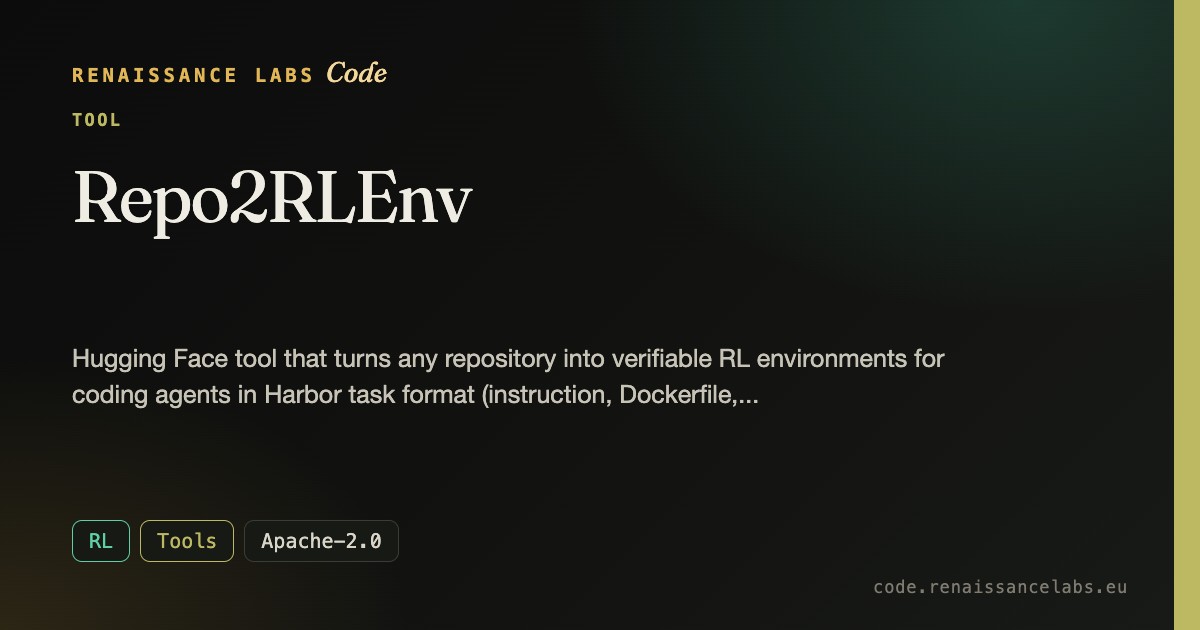 RENAISSANCE LABS Code
TOOL
Repo2RLEnv
Hugging Face tool that turns any repository into verifiable RL environments for
coding agents in Harbor task format (instruction, Dockerfile,...
RL Tools Apache-2.0
code.renaissancelabs.eu